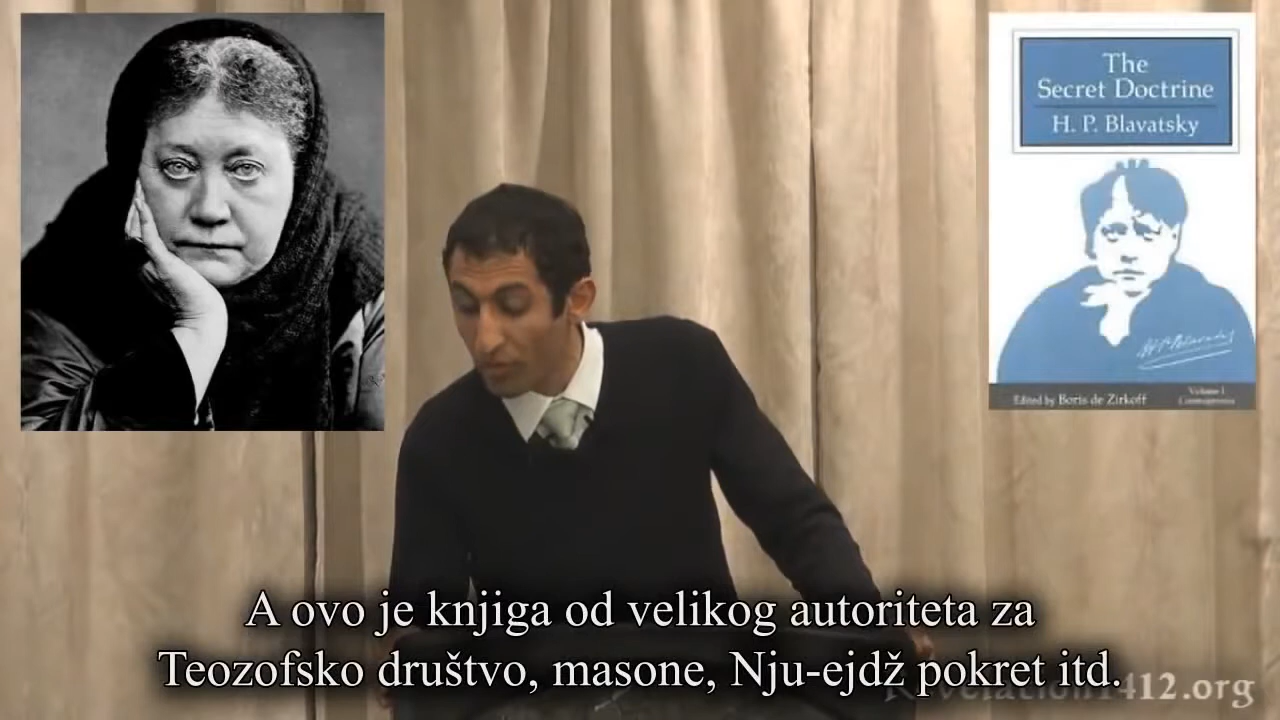 The
Secret Doctrine
H. P. Blavatsky
Edited by Boris de Zirkoff
Volume I
A ovo je knjiga od velikog autoriteta za
Teozofsko društvo, masone, Nju-ejdž pokret itd.
Revelation1412.org